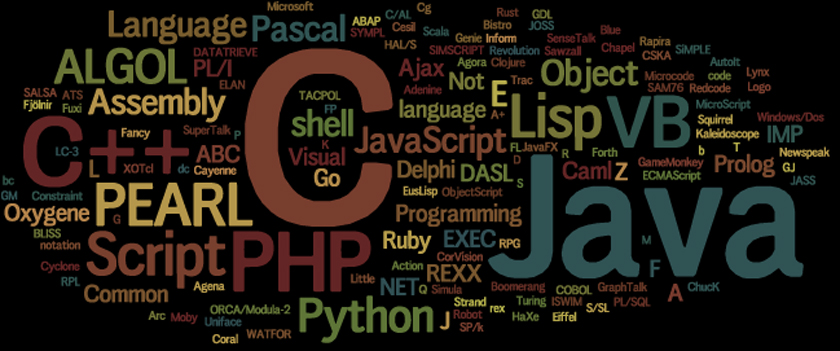 Microsoft
Cg
Rust
GDL
Language
Pascal
ABAP
C/AL
Cesil
SYMPL
Scala
Bistro
JOSS
Genie
Inform
SenseTalk
Blue
Rapira
HAL/S
SIMSCRIPT
Revolution
Sawzall
Chapel
CSKA
SiMPLE
DATATRIEVE
PL/I
ALGOL
ELAN
Ajax
Agora
Clojure
Object
AutoIt
Adenine
Not
Trac
Microcode
code
Lynx
SALSA
ATS
Fjölnir
Fuxi
Assembly
TACPOL
FP
E
SAM76
Redcode
Logo
language
A+
Lisp
VB
MicroScript
C++
Fancy
SuperTalk
P
shell
C
JavaScript
Squirrel
Windows/Dos
Kaleidoscope
IMP
LC-3
ABC
K
Visual
FL
JavaFX
R
Forth
b
T
Newspeak
L
XOTcl
dc
Cayenne
Go
Delphi
DASL
D
S
Caml
Z
GameMonkey
ECMAScript
Prolog
GJ
JASS
bc
GM
Constraint
PEARL
EusLisp
ObjectScript
Oxygene
G
Programming
Java
BLISS
notation
Script
PHP
Ruby
EXEC
RPG
M
F
Cyclone
RPL
Agena
Little
Action
CorVision
REXX
Common
NET
Q
Simula
Boomerang
COBOL
GraphTalk
A
ChucK
ORCA/Modula-2
Python
Strand
rex
Turing
ISWIM
PL/SQL
S/SL
Arc
Moby
Uniface
J
Robot
SP/k
HaXe
Eiffel
Coral
WATFOR